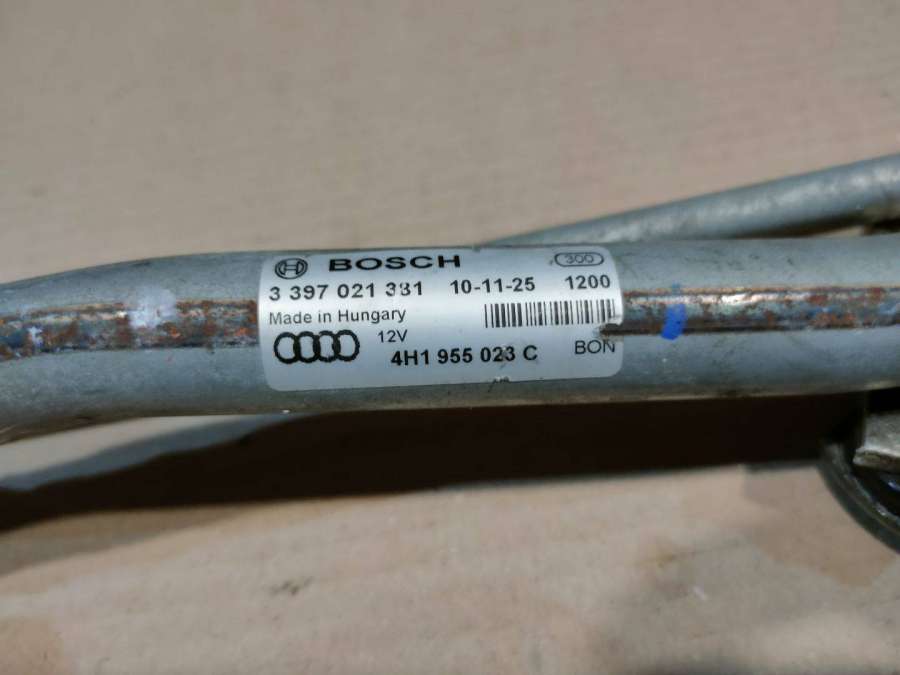 BOSCH 300
3 397 021 381 10-11-25 1200
Made in Hungary
12V
4H1 955 023 C BON